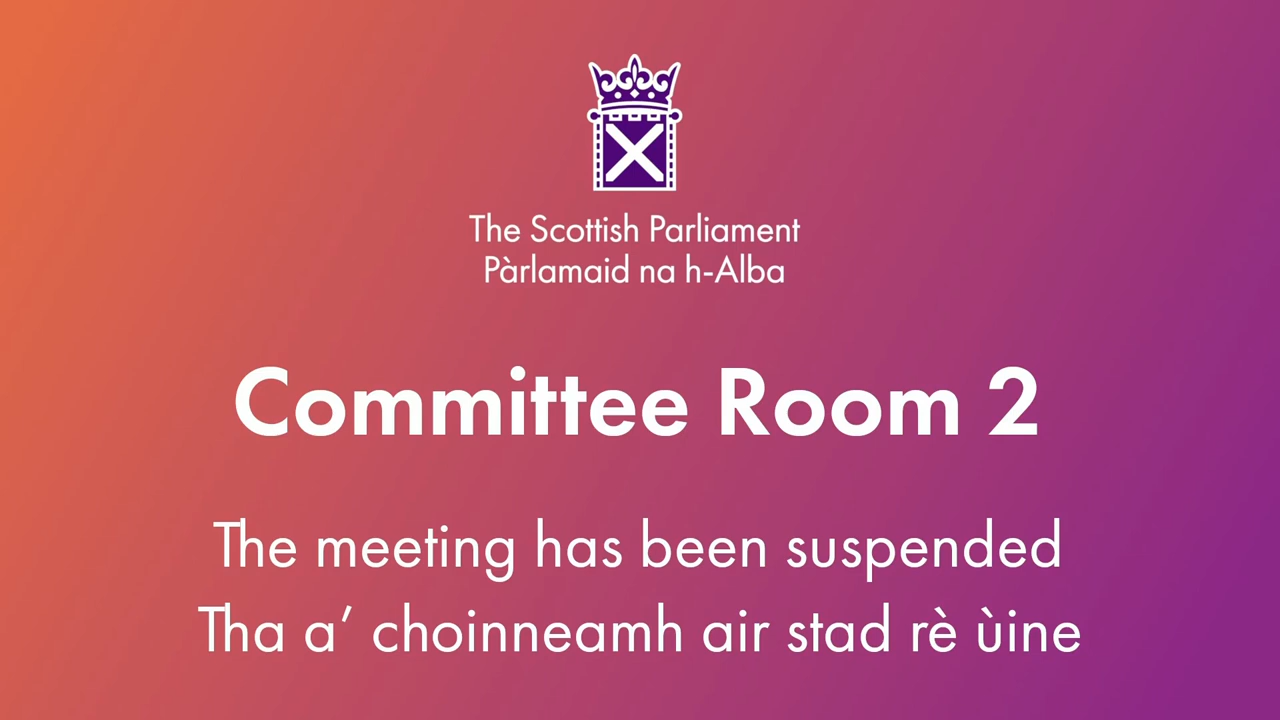 The Scottish Parliament
Pàrlamaid na h-Alba
Committee Room 2
The meeting has been suspended
Tha a’ choinneamh air stad rè ùine